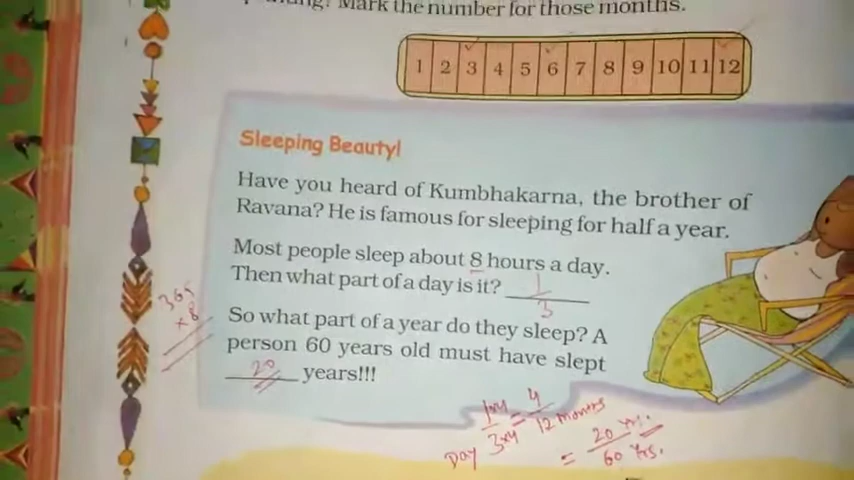 Mark the number for those months.
1 2 3 4 5 6 7 8 9 10 11 12
Sleeping Beauty!
Have you heard of Kumbhakarna, the brother of
Ravana? He is famous for sleeping for half a year.
Most people sleep about 8 hours a day.
Then what part of a day is it? 1/3
So what part of a year do they sleep? A
person 60 years old must have slept
20 years!!!
365
×8
Day 1×4/3×4 = 4/12 months
= 20 yrs./60 Yrs.